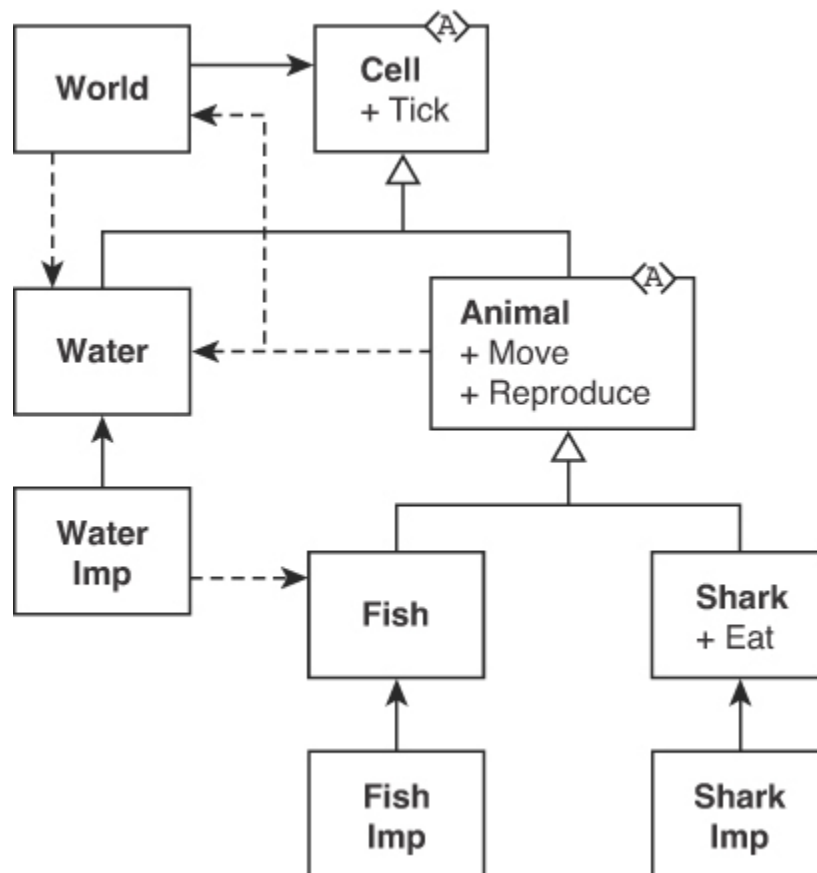 World
<A>
Cell
+ Tick
Water
<A>
Animal
+ Move
+ Reproduce
Water
Imp
Fish
Shark
+ Eat
Fish
Imp
Shark
Imp